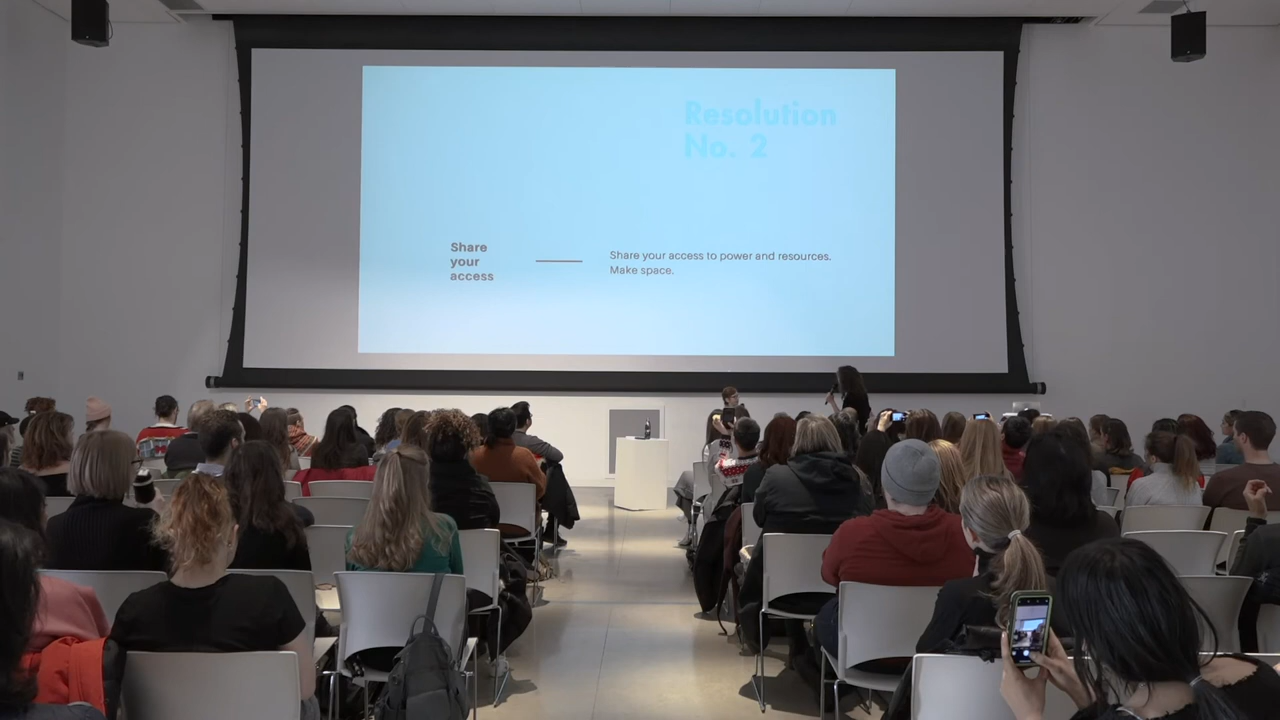 Resolution
No. 2
Share
your
access
Share your access to power and resources.
Make space.